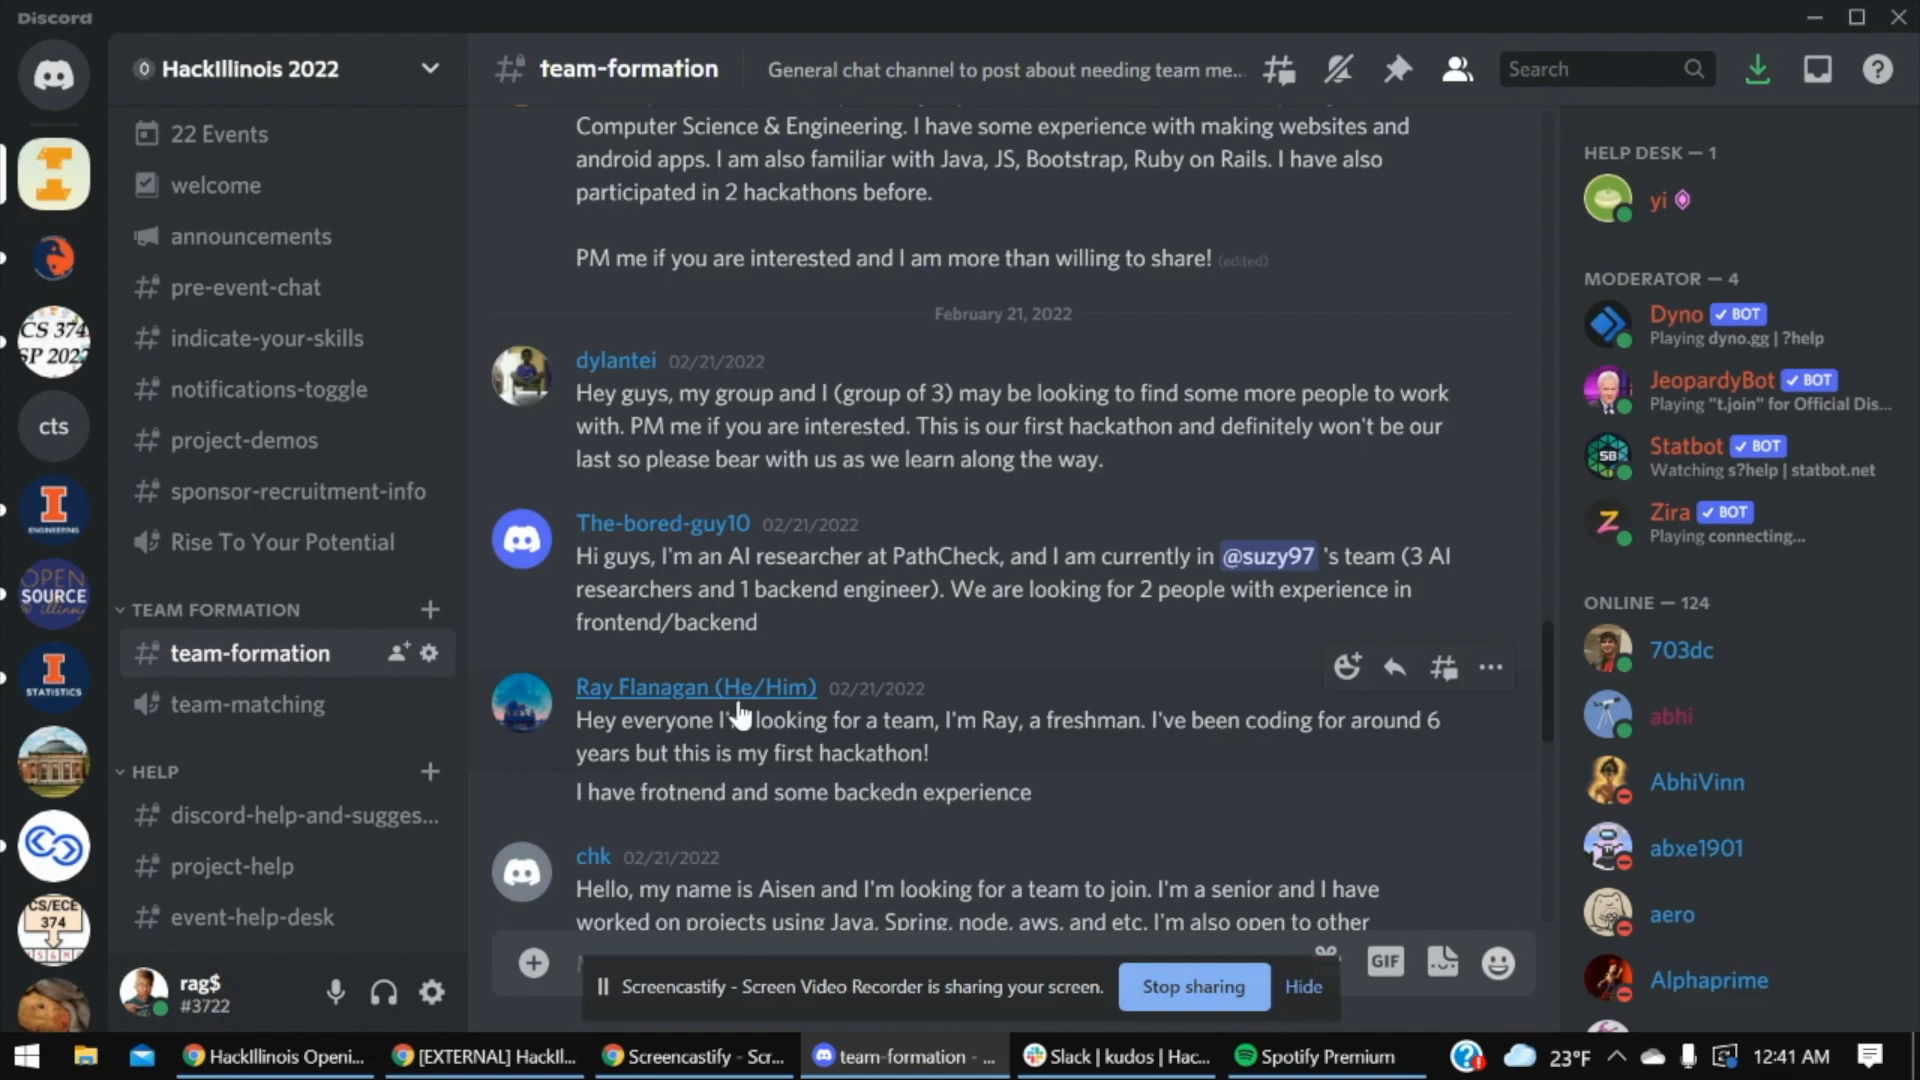 Discord
HackIllinois 2022
22 Events
welcome
announcements
pre-event-chat
indicate-your-skills
notifications-toggle
project-demos
sponsor-recruitment-info
Rise To Your Potential
TEAM FORMATION
team-formation
team-matching
HELP
discord-help-and-sugges...
project-help
event-help-desk
rag$
#3722
CS 374
SP 2022
cts
ENGINEERING
OPEN
SOURCE
illinois
STATISTICS
CS/ECE
374
team-formation
General chat channel to post about needing team me...
Search
Computer Science & Engineering. I have some experience with making websites and
android apps. I am also familiar with Java, JS, Bootstrap, Ruby on Rails. I have also
participated in 2 hackathons before.
PM me if you are interested and I am more than willing to share! (edited)
February 21, 2022
dylantei 02/21/2022
Hey guys, my group and I (group of 3) may be looking to find some more people to work
with. PM me if you are interested. This is our first hackathon and definitely won't be our
last so please bear with us as we learn along the way.
The-bored-guy10 02/21/2022
Hi guys, I'm an AI researcher at PathCheck, and I am currently in @suzy97 's team (3 AI
researchers and 1 backend engineer). We are looking for 2 people with experience in
frontend/backend
Ray Flanagan (He/Him) 02/21/2022
Hey everyone looking for a team, I'm Ray, a freshman. I've been coding for around 6
years but this is my first hackathon!
I have frotnend and some backedn experience
chk 02/21/2022
Hello, my name is Aisen and I'm looking for a team to join. I'm a senior and I have
worked on projects using Java, Spring, node, aws, and etc. I'm also open to other
GIF
Screencastify - Screen Video Recorder is sharing your screen.
Stop sharing
Hide
HELP DESK — 1
yi
MODERATOR — 4
Dyno BOT
Playing dyno.gg | ?help
JeopardyBot BOT
Playing "t.join" for Official Dis...
SB
Statbot BOT
Watching s?help | statbot.net
Zira BOT
Playing connecting...
ONLINE — 124
703dc
abhi
AbhiVinn
abxe1901
aero
Alphaprime
HackIllinois Openi...
[EXTERNAL] HackIl...
Screencastify - Scr...
team-formation - ...
Slack | kudos | Hac...
Spotify Premium
23°F
12:41 AM